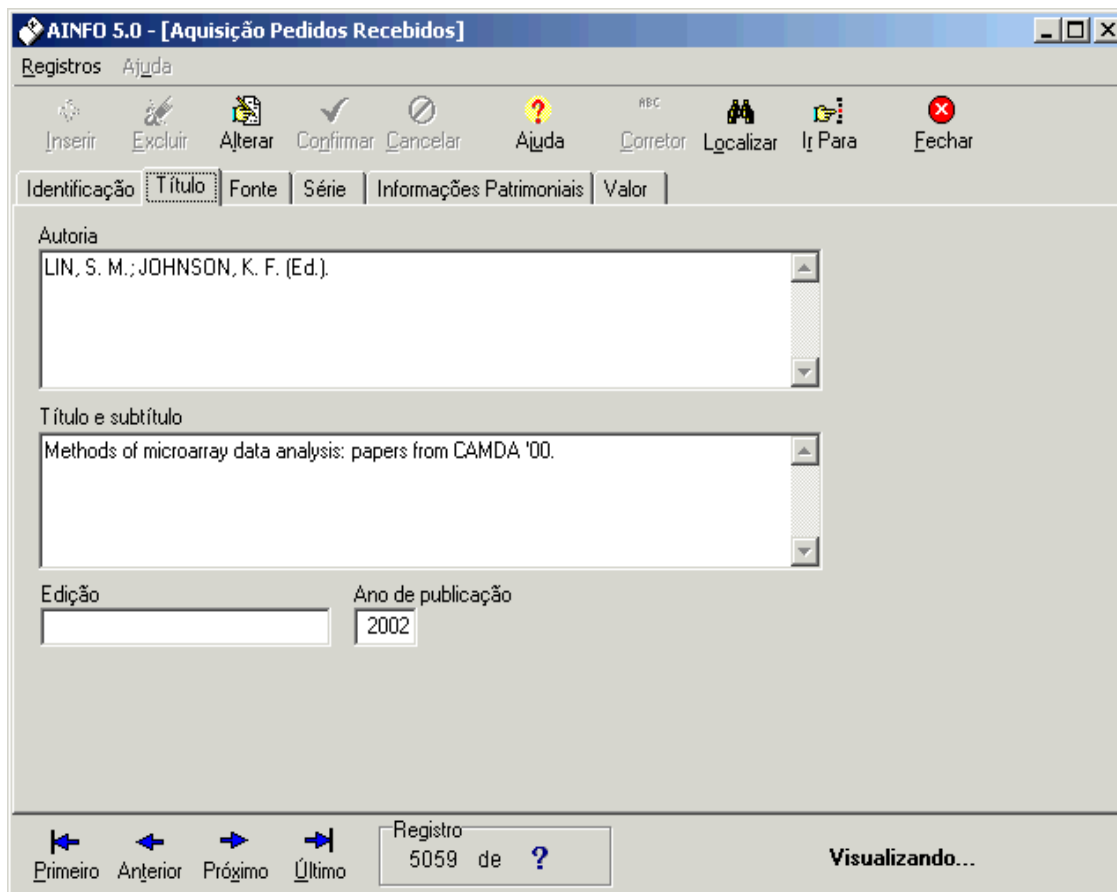 AINFO 5.0 - [Aquisição Pedidos Recebidos]
Registros Ajuda
Inserir Excluir Alterar Confirmar Cancelar Ajuda ABC Corretor Localizar Ir Para Fechar
Identificação Título Fonte Série Informações Patrimoniais Valor
Autoria
LIN, S. M.; JOHNSON, K. F. (Ed.).
Título e subtítulo
Methods of microarray data analysis: papers from CAMDA '00.
Edição Ano de publicação
2002
Registro
5059 de ?
Primeiro Anterior Próximo Último
Visualizando...